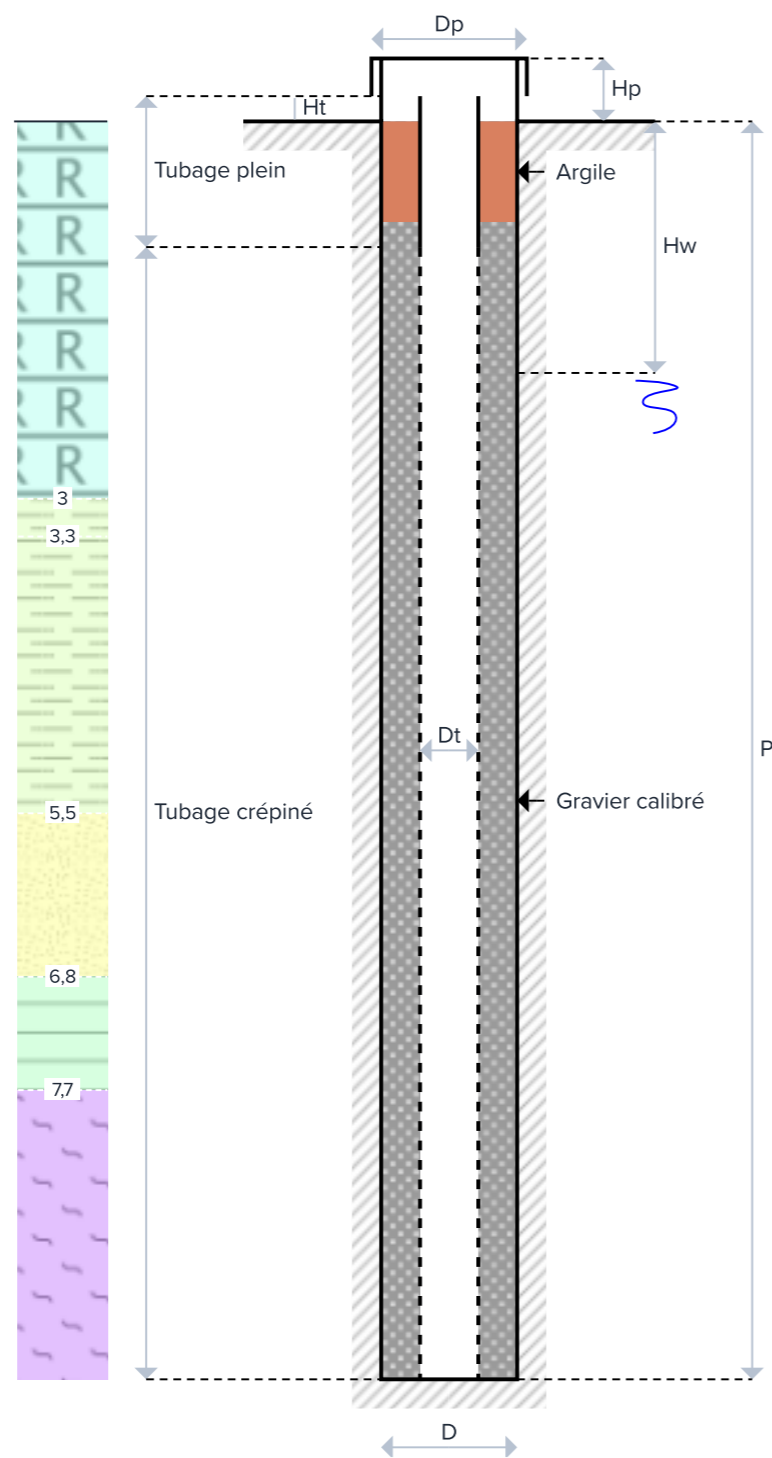 Dp
Hp
Ht
Tubage plein
Argile
Hw
R
R
R
R
R
R
R
R
R
R
R
R
3
3,3
Dt
P
5,5
Tubage crépiné
Gravier calibré
6,8
7,7
D